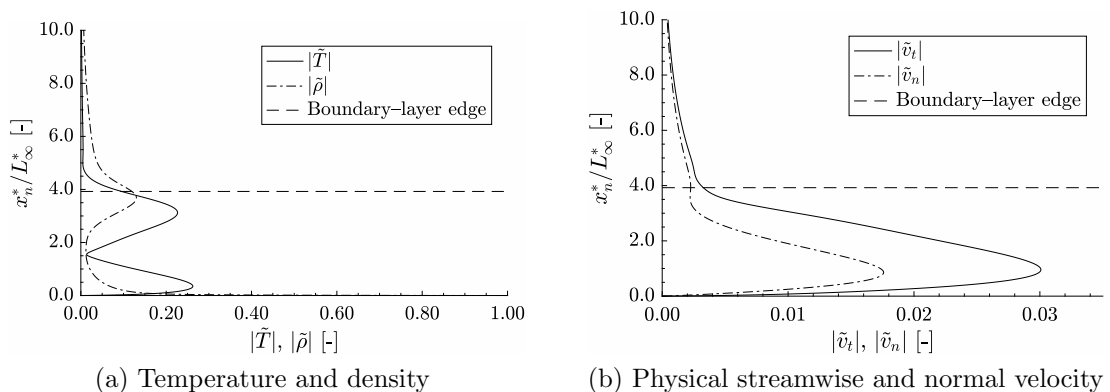 10.0
8.0
6.0
4.0
2.0
0.0
x*ₙ/L*∞ [-]
|T̃|
|ρ̃|
Boundary–layer edge
0.00 0.20 0.40 0.60 0.80 1.00
|T̃|, |ρ̃| [-]
(a) Temperature and density
10.0
8.0
6.0
4.0
2.0
0.0
x*ₙ/L*∞ [-]
|ṽₜ|
|ṽₙ|
Boundary–layer edge
0.00 0.01 0.02 0.03
|ṽₜ|, |ṽₙ| [-]
(b) Physical streamwise and normal velocity